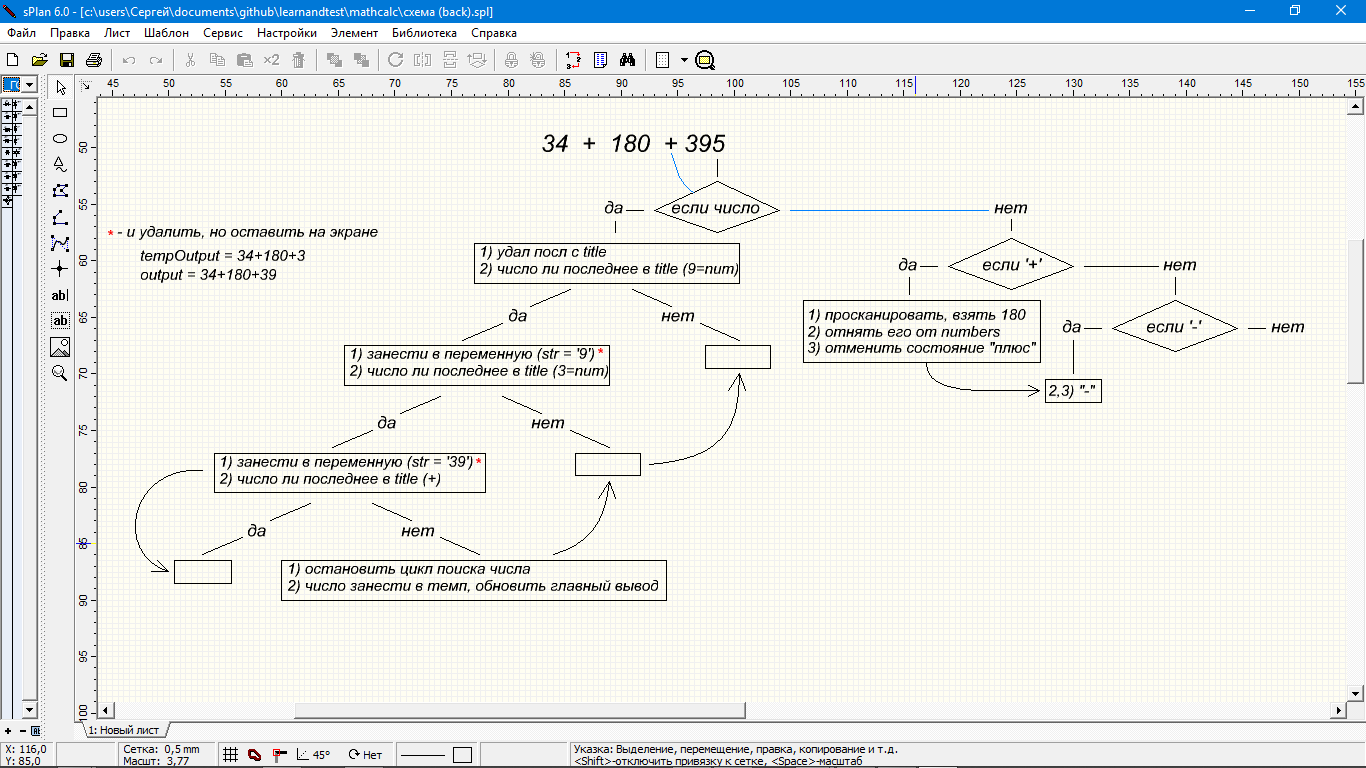 sPlan 6.0 - [c:\users\Сергей\documents\github\learnandtest\mathcalc\схема (back).spl]
Файл Правка Лист Шаблон Сервис Настройки Элемент Библиотека Справка
×2
45 50 55 60 65 70 75 80 85 90 95 100 105 110 115 120 125 130 135 140 145 150 155
50
55
60
65
70
75
80
85
90
95
100
ab|
ab
34 + 180 + 395
да
если число
нет
* - и удалить, но оставить на экране
tempOutput = 34+180+3
output = 34+180+39
1) удал посл с title
2) число ли последнее в title (9=num)
да
если '+'
нет
1) просканировать, взять 180
2) отнять его от numbers
3) отменить состояние "плюс"
да
если '-'
нет
2,3) "-"
да
нет
1) занести в переменную (str = '9') *
2) число ли последнее в title (3=num)
да
нет
1) занести в переменную (str = '39') *
2) число ли последнее в title (+)
да
нет
1) остановить цикл поиска числа
2) число занести в темп, обновить главный вывод
1: Новый лист
X: 116,0
Y: 85,0
Сетка: 0,5 mm
Масшт: 3,77
45°
Нет
Указка: Выделение, перемещение, правка, копирование и т.д.
<Shift>-отключить привязку к сетке, <Space>-масштаб